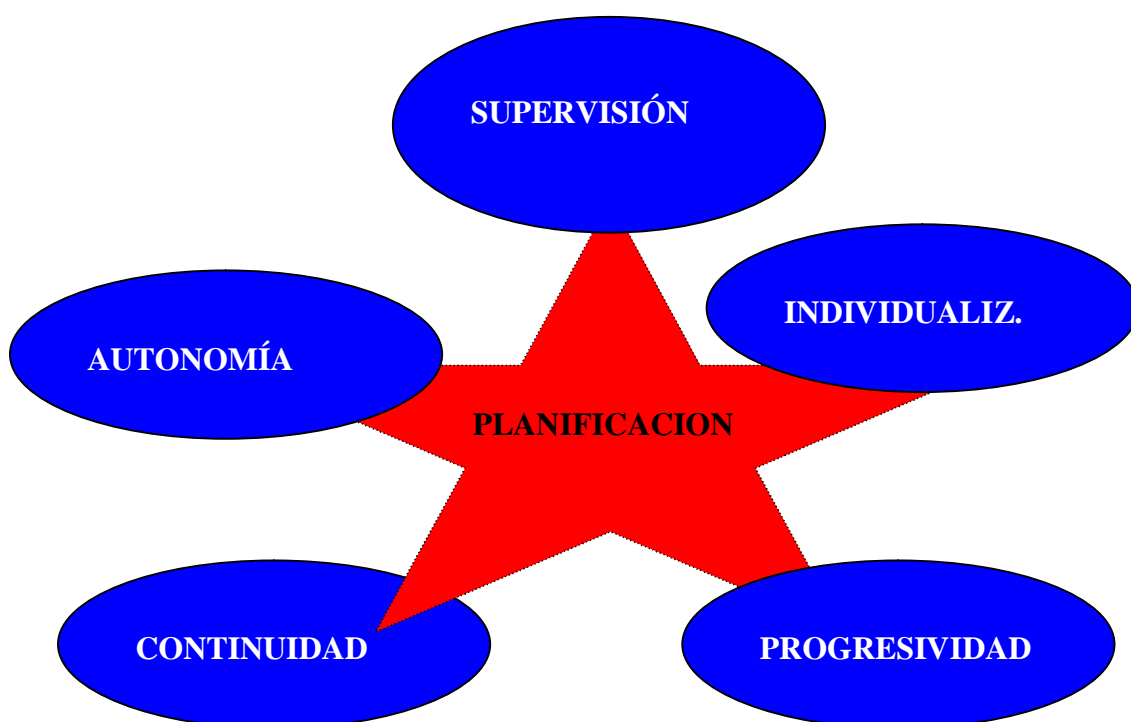 SUPERVISIÓN
INDIVIDUALIZ.
AUTONOMÍA
PLANIFICACION
CONTINUIDAD
PROGRESIVIDAD